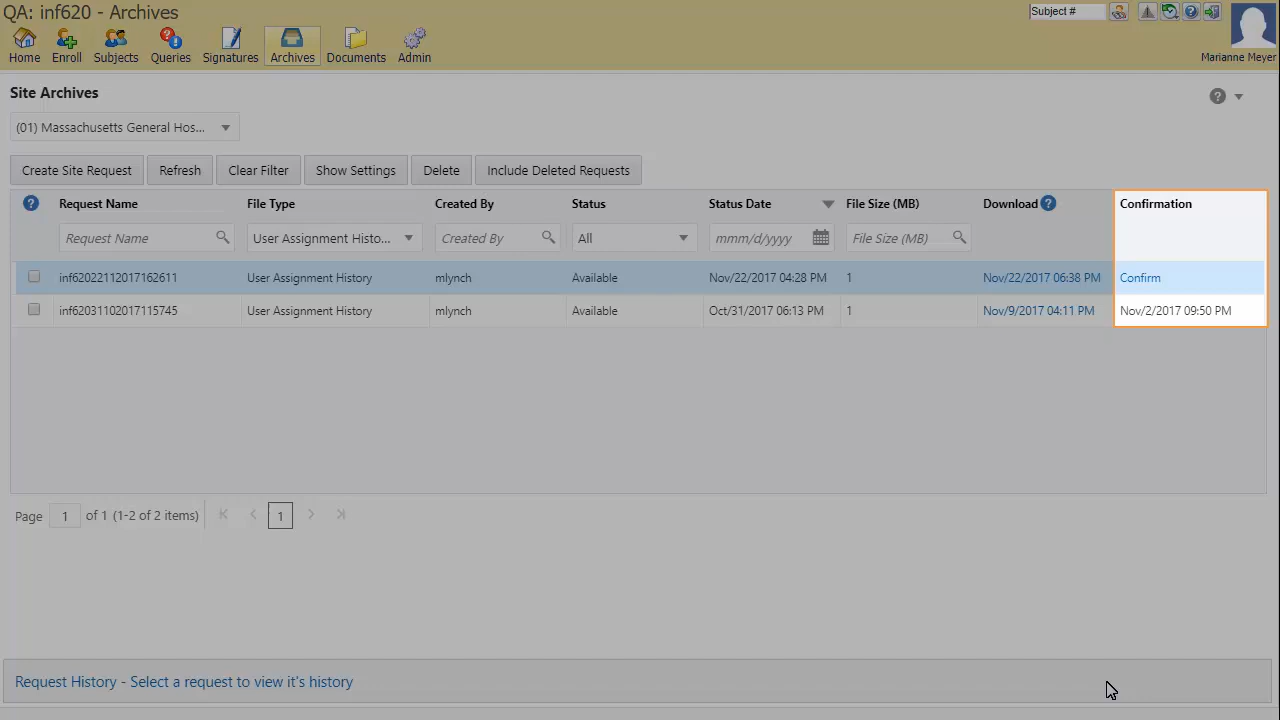 QA: inf620 - Archives
Subject #
Home Enroll Subjects Queries Signatures Archives Documents Admin
Marianne Meyer
Site Archives
(01) Massachusetts General Hos...
Create Site Request Refresh Clear Filter Show Settings Delete Include Deleted Requests
Request Name File Type Created By Status Status Date File Size (MB) Download Confirmation
Request Name User Assignment Histo... Created By All mmm/d/yyyy File Size (MB)
inf62022112017162611 User Assignment History mlynch Available Nov/22/2017 04:28 PM 1 Nov/22/2017 06:38 PM Confirm
inf62031102017115745 User Assignment History mlynch Available Oct/31/2017 06:13 PM 1 Nov/9/2017 04:11 PM Nov/2/2017 09:50 PM
Page 1 of 1 (1-2 of 2 items) 1
Request History - Select a request to view it's history